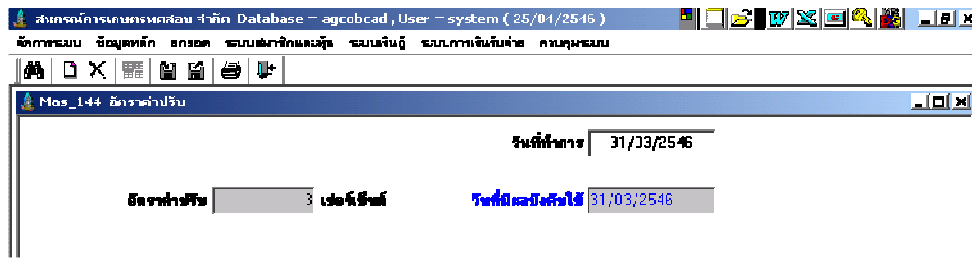 สหกรณ์การเกษตรทดสอบ จำกัด Database – agcobcad , User – system ( 25/04/2546 )
จัดการระบบ ข้อมูลหลัก ยกรอด ระบบสมาชิกและหุ้น ระบบเงินกู้ ระบบการเงินรับจ่าย ควบคุมระบบ
Mos_144 อัตราค่าปรับ
วันที่ทำการ 31/03/2546
อัตราค่าปรับ 3 เปอร์เซ็นต์ วันที่มีผลบังคับใช้ 31/03/2546